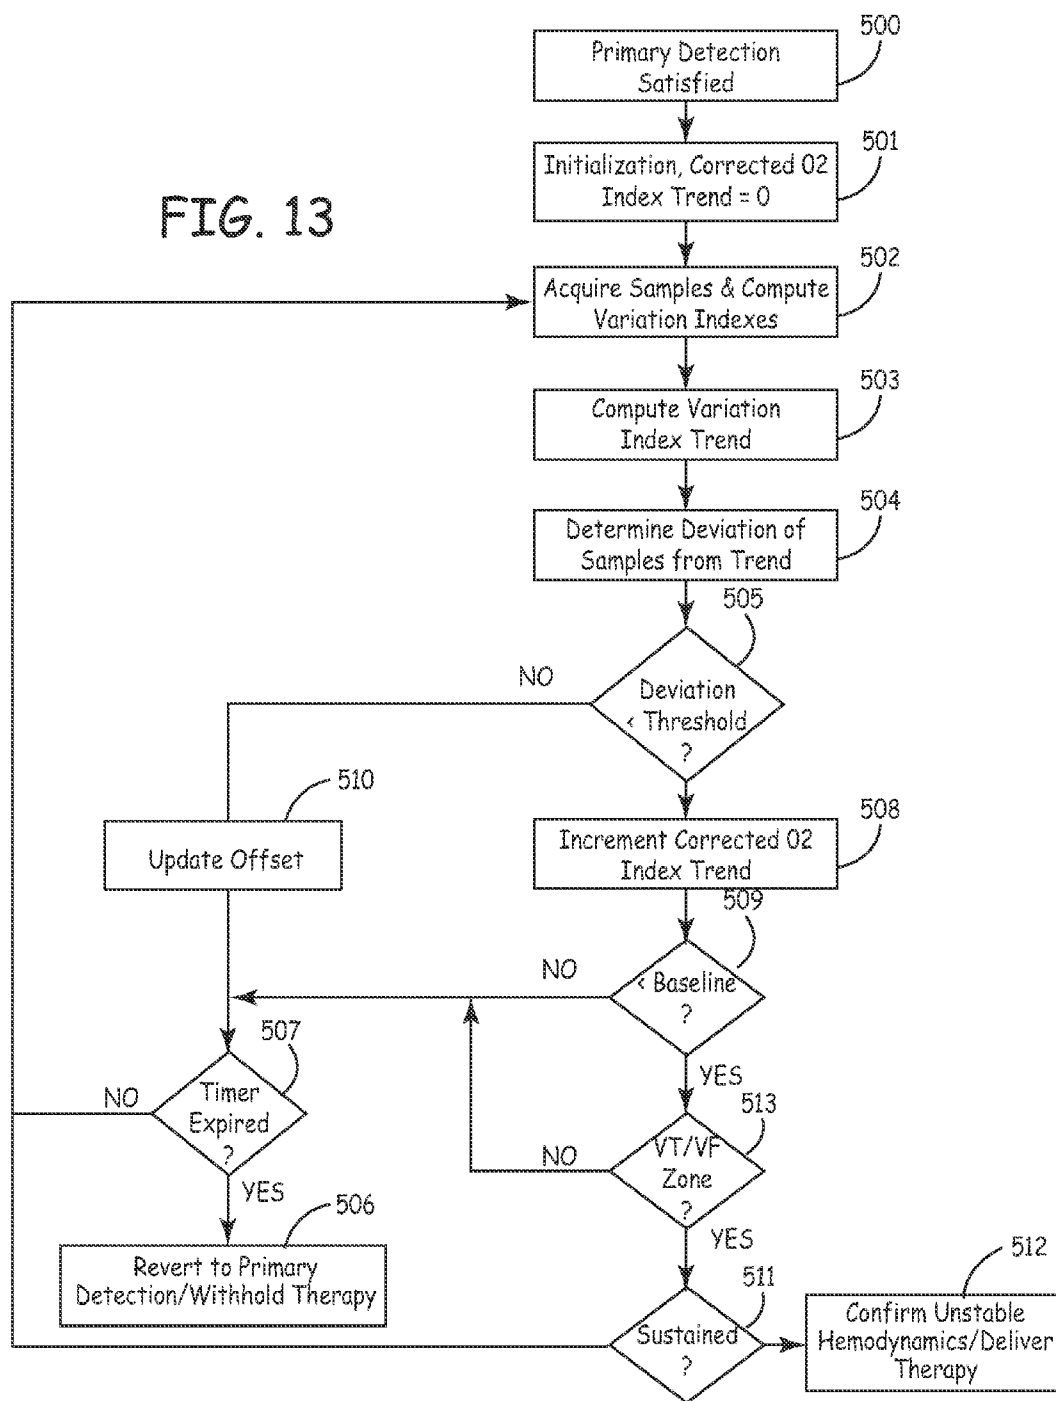 500
Primary Detection
Satisfied
501
Initialization, Corrected O2
Index Trend = 0
FIG. 13
502
Acquire Samples & Compute
Variation Indexes
503
Compute Variation
Index Trend
504
Determine Deviation of
Samples from Trend
505
NO
Deviation
< Threshold
?
510
Update Offset
508
Increment Corrected O2
Index Trend
509
NO
< Baseline
?
507
YES
NO
Timer
Expired
?
513
NO
VT/VF
Zone
?
YES
506
Revert to Primary
Detection/Withhold Therapy
YES
511
Sustained
?
512
Confirm Unstable
Hemodynamics/Deliver
Therapy